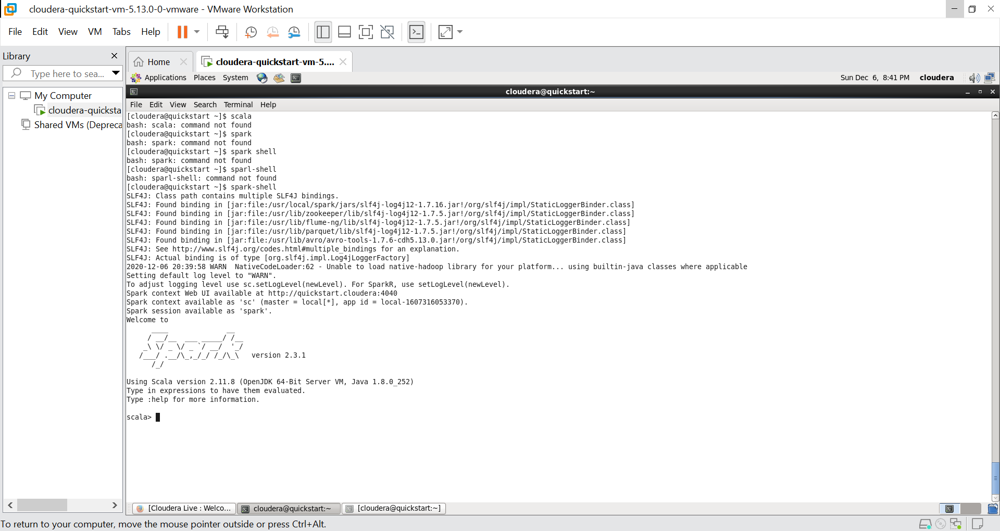 cloudera-quickstart-vm-5.13.0-0-vmware - VMware Workstation
File Edit View VM Tabs Help
Library
Type here to sea...
My Computer
cloudera-quicksta
Shared VMs (Depreca
Home
cloudera-quickstart-vm-5....
Applications Places System
Sun Dec 6, 8:41 PM cloudera
cloudera@quickstart:~
File Edit View Search Terminal Help
[cloudera@quickstart ~]$ scala
bash: scala: command not found
[cloudera@quickstart ~]$ spark
bash: spark: command not found
[cloudera@quickstart ~]$ spark shell
bash: spark: command not found
[cloudera@quickstart ~]$ sparl-shell
bash: sparl-shell: command not found
[cloudera@quickstart ~]$ spark-shell
SLF4J: Class path contains multiple SLF4J bindings.
SLF4J: Found binding in [jar:file:/usr/local/spark/jars/slf4j-log4j12-1.7.16.jar!/org/slf4j/impl/StaticLoggerBinder.class]
SLF4J: Found binding in [jar:file:/usr/lib/zookeeper/lib/slf4j-log4j12-1.7.5.jar!/org/slf4j/impl/StaticLoggerBinder.class]
SLF4J: Found binding in [jar:file:/usr/lib/flume-ng/lib/slf4j-log4j12-1.7.5.jar!/org/slf4j/impl/StaticLoggerBinder.class]
SLF4J: Found binding in [jar:file:/usr/lib/parquet/lib/slf4j-log4j12-1.7.5.jar!/org/slf4j/impl/StaticLoggerBinder.class]
SLF4J: Found binding in [jar:file:/usr/lib/avro/avro-tools-1.7.6-cdh5.13.0.jar!/org/slf4j/impl/StaticLoggerBinder.class]
SLF4J: See http://www.slf4j.org/codes.html#multiple_bindings for an explanation.
SLF4J: Actual binding is of type [org.slf4j.impl.Log4jLoggerFactory]
2020-12-06 20:39:58 WARN  NativeCodeLoader:62 - Unable to load native-hadoop library for your platform... using builtin-java classes where applicable
Setting default log level to "WARN".
To adjust logging level use sc.setLogLevel(newLevel). For SparkR, use setLogLevel(newLevel).
Spark context Web UI available at http://quickstart.cloudera:4040
Spark context available as 'sc' (master = local[*], app id = local-1607316053370).
Spark session available as 'spark'.
Welcome to
      ____              __
     / __/__  ___ _____/ /__
    _\ \/ _ \/ _ `/ __/  '_/
   /___/ .__/\_,_/_/ /_/\_\   version 2.3.1
      /_/
Using Scala version 2.11.8 (OpenJDK 64-Bit Server VM, Java 1.8.0_252)
Type in expressions to have them evaluated.
Type :help for more information.
scala>
[Cloudera Live : Welco... cloudera@quickstart:~ [cloudera@quickstart:~]
To return to your computer, move the mouse pointer outside or press Ctrl+Alt.